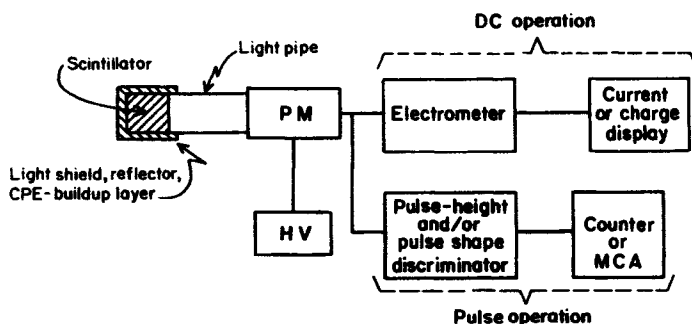 DC operation
Scintillator
Light pipe
PM
Electrometer
Current
or charge
display
Light shield, reflector,
CPE-buildup layer
HV
Pulse-height
and/or
pulse shape
discriminator
Counter
or
MCA
Pulse operation